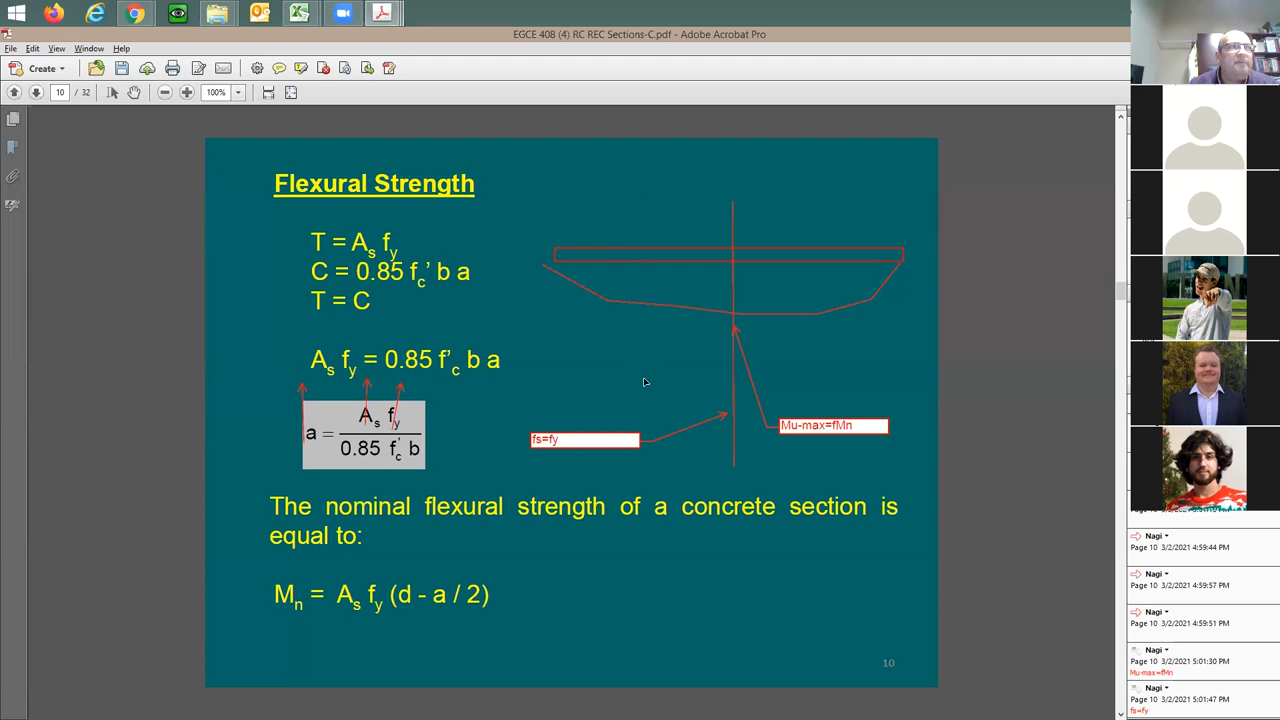 EGCE 408 (4) RC REC Sections-C.pdf - Adobe Acrobat Pro
File Edit View Window Help
Create
10 / 32 100%
Flexural Strength
T = As fy
C = 0.85 fc’ b a
T = C
As fy = 0.85 f’c b a
a = As fy / 0.85 fc' b
Mu-max=fMn
fs=fy
The nominal flexural strength of a concrete section is
equal to:
Mn = As fy (d - a / 2)
10
Nagi
Page 10 3/2/2021 4:59:44 PM
Nagi
Page 10 3/2/2021 4:59:57 PM
Nagi
Page 10 3/2/2021 4:59:51 PM
Nagi
Page 10 3/2/2021 5:01:30 PM
Mu-max=fMn
Nagi
Page 10 3/2/2021 5:01:47 PM
fs=fy